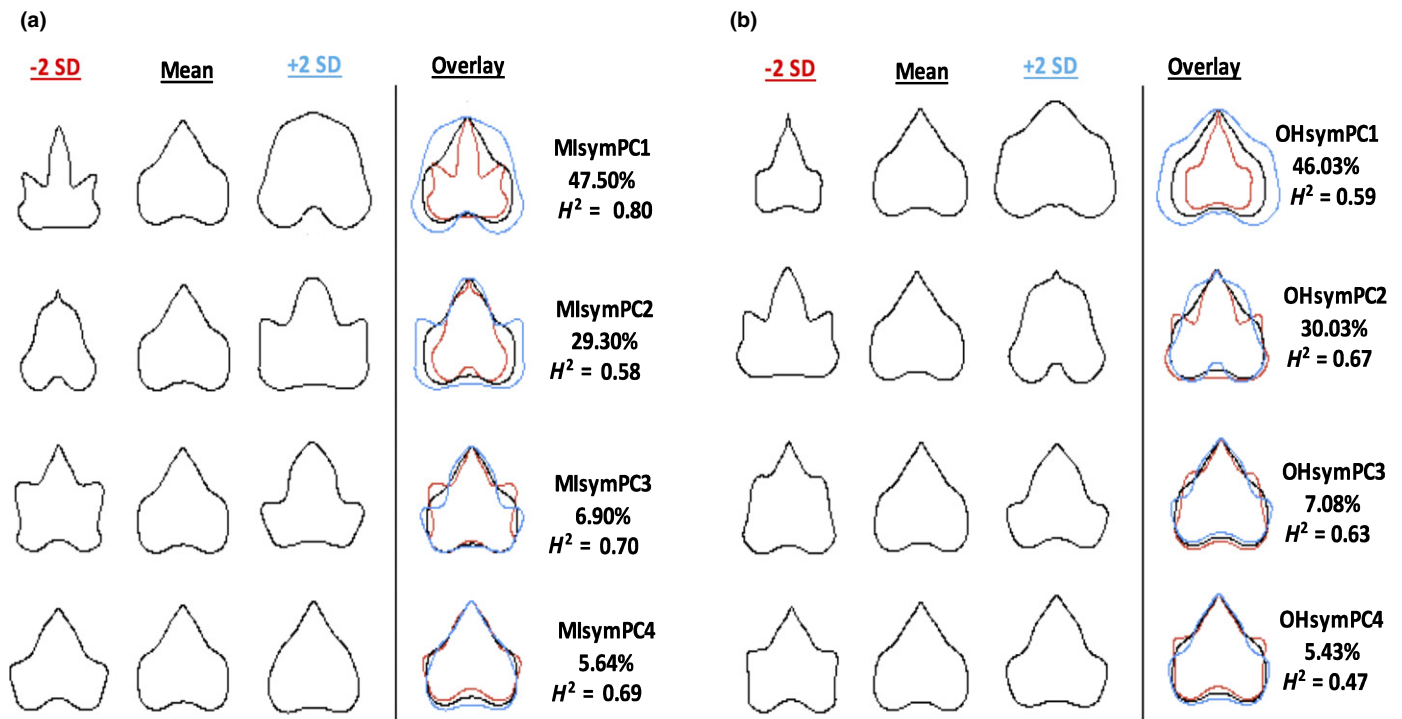 (a)
-2 SD
Mean
+2 SD
Overlay
MIsymPC1
47.50%
H² = 0.80
MIsymPC2
29.30%
H² = 0.58
MIsymPC3
6.90%
H² = 0.70
MIsymPC4
5.64%
H² = 0.69
(b)
-2 SD
Mean
+2 SD
Overlay
OHsymPC1
46.03%
H² = 0.59
OHsymPC2
30.03%
H² = 0.67
OHsymPC3
7.08%
H² = 0.63
OHsymPC4
5.43%
H² = 0.47